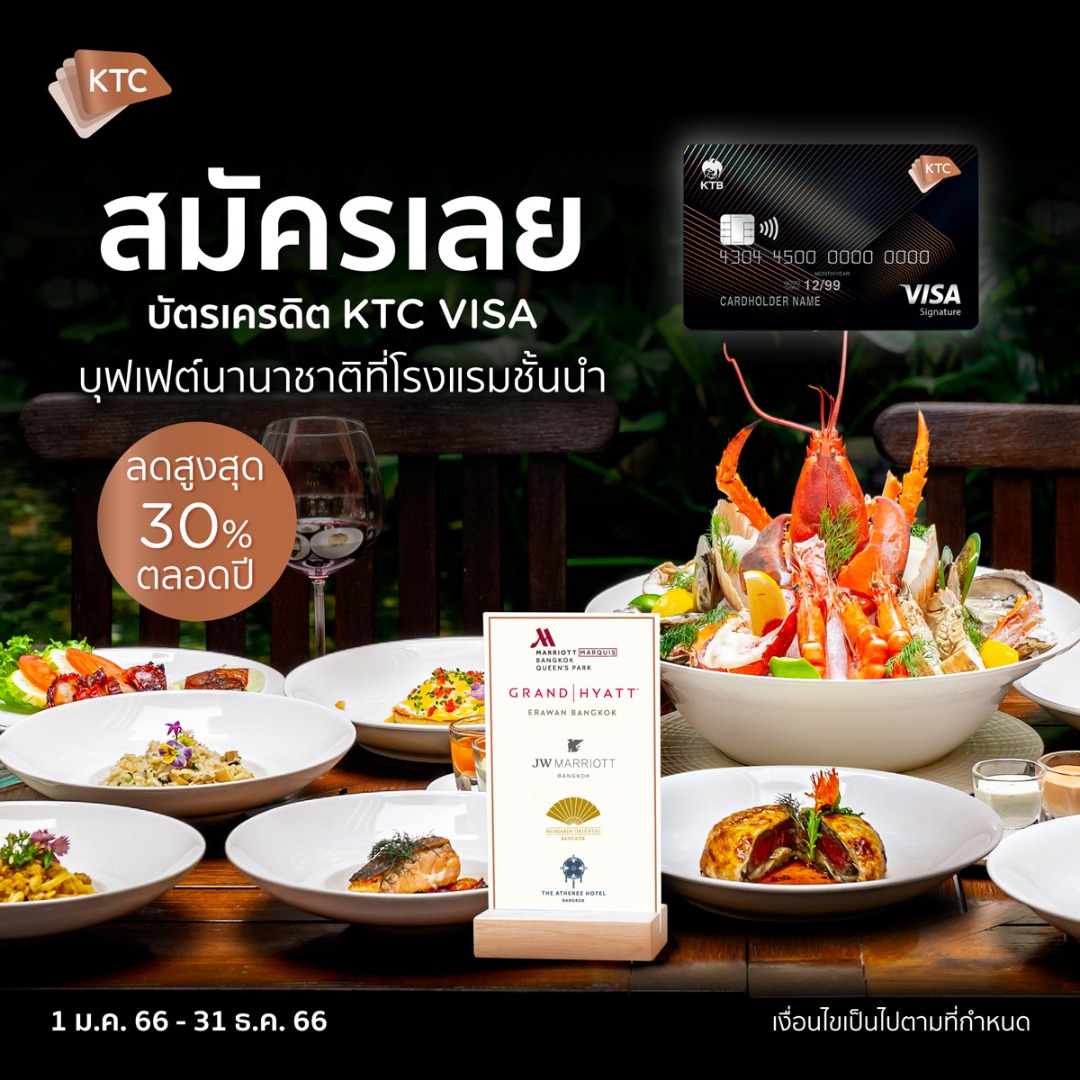 KTC
สมัครเลย
บัตรเครดิต KTC VISA
บุฟเฟต์นานาชาติที่โรงแรมชั้นนำ
ลดสูงสุด
30%
ตลอดปี
KTB
KTC
4304 4500 0000 0000
MONTH/YEAR
12/99
CARDHOLDER NAME
VISA
Signature
MARRIOTT MARQUIS
BANGKOK
QUEEN'S PARK
GRAND | HYATT
ERAWAN BANGKOK
JW MARRIOTT
BANGKOK
MANDARIN ORIENTAL
BANGKOK
THE ATHENEE HOTEL
BANGKOK
1 ม.ค. 66 - 31 ธ.ค. 66
เงื่อนไขเป็นไปตามที่กำหนด